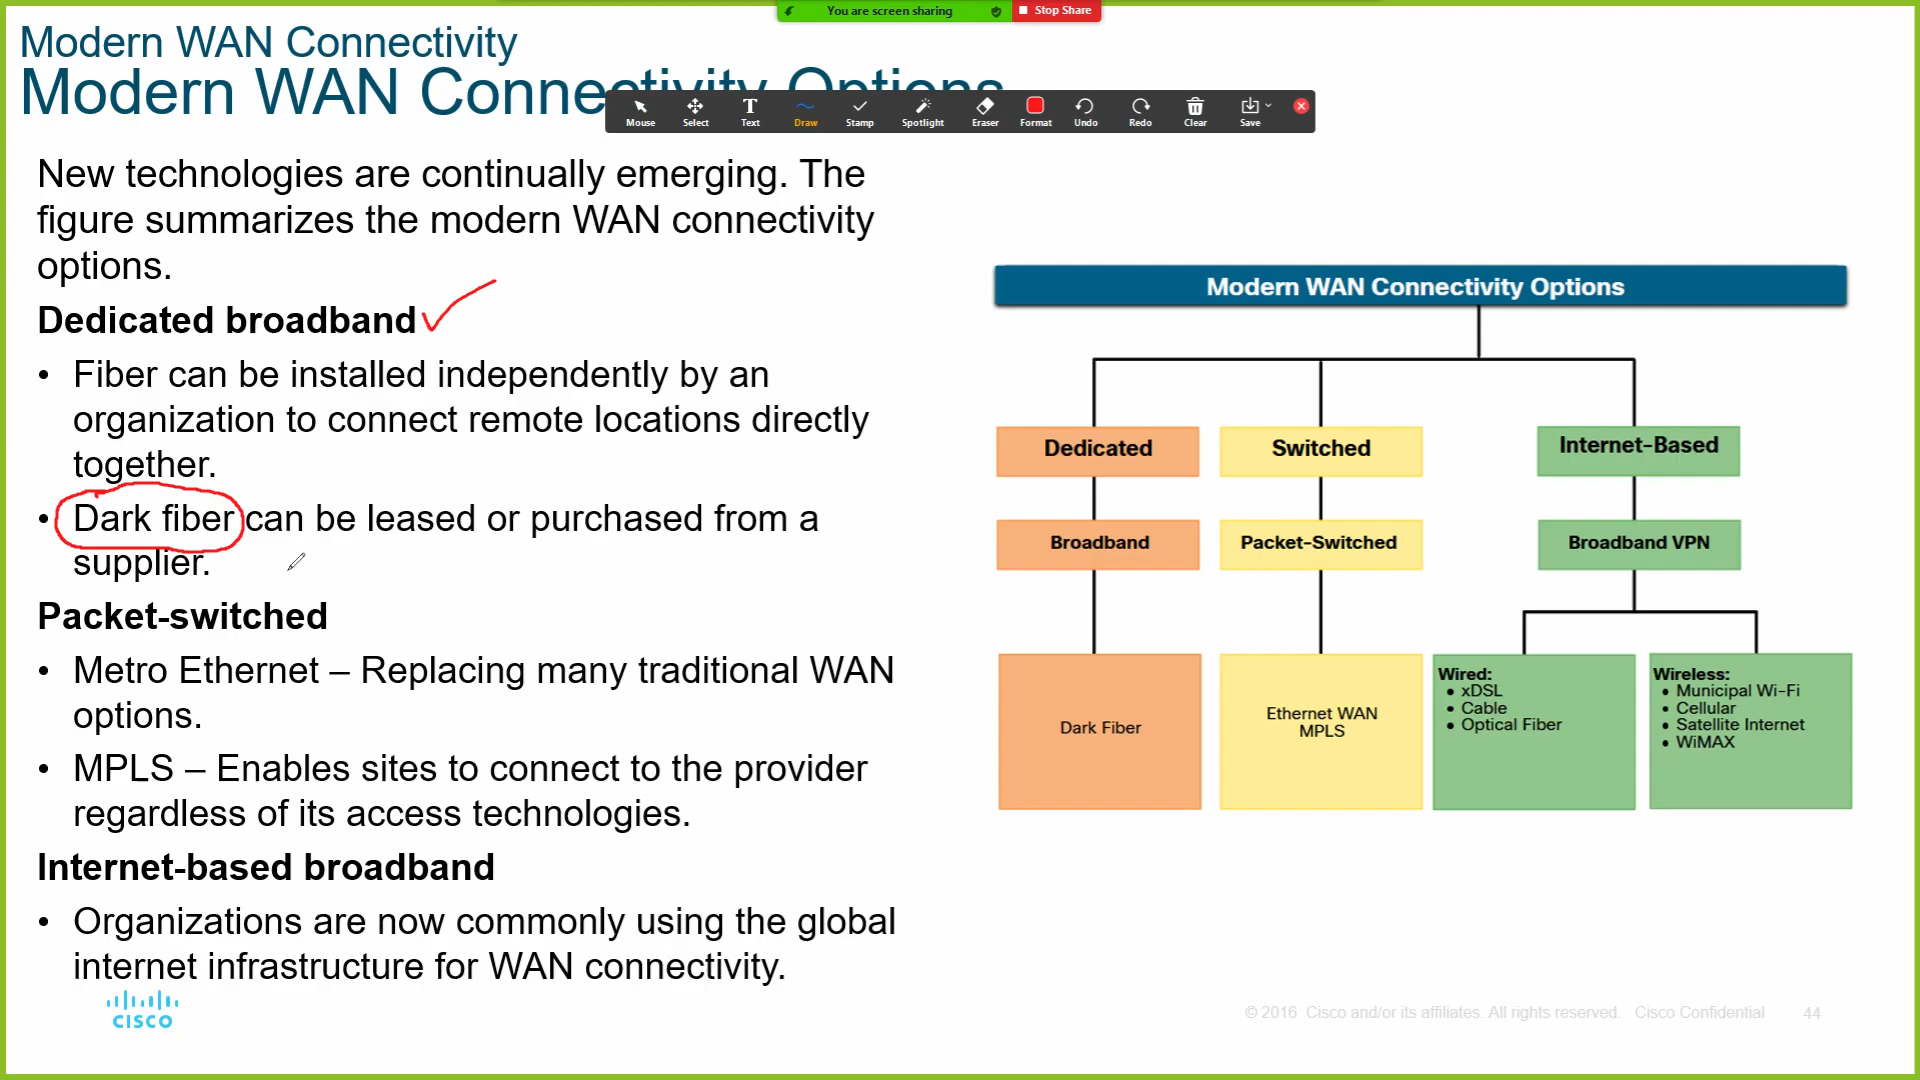 You are screen sharing
Stop Share
Modern WAN Connectivity
Modern WAN Connectivity Options
Mouse Select Text Draw Stamp Spotlight Eraser Format Undo Redo Clear Save
New technologies are continually emerging. The
figure summarizes the modern WAN connectivity
options.
Dedicated broadband
• Fiber can be installed independently by an
organization to connect remote locations directly
together.
• Dark fiber can be leased or purchased from a
supplier.
Packet-switched
• Metro Ethernet – Replacing many traditional WAN
options.
• MPLS – Enables sites to connect to the provider
regardless of its access technologies.
Internet-based broadband
• Organizations are now commonly using the global
internet infrastructure for WAN connectivity.
Modern WAN Connectivity Options
Dedicated
Switched
Internet-Based
Broadband
Packet-Switched
Broadband VPN
Dark Fiber
Ethernet WAN
MPLS
Wired:
• xDSL
• Cable
• Optical Fiber
Wireless:
• Municipal Wi-Fi
• Cellular
• Satellite Internet
• WiMAX
CISCO
© 2016 Cisco and/or its affiliates. All rights reserved. Cisco Confidential
44